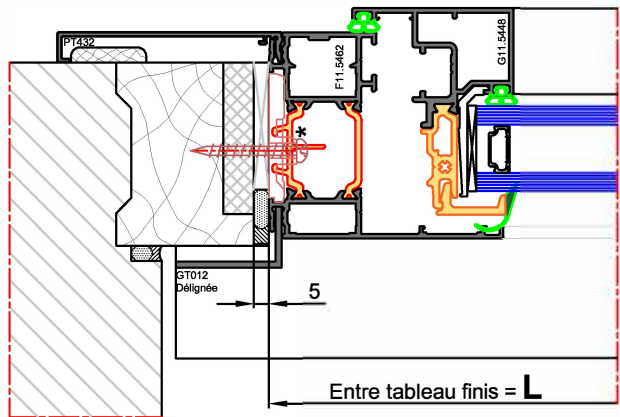 PT432
F11.5462
G11.5448
*
GT012
Délignée
5
Entre tableau finis = L